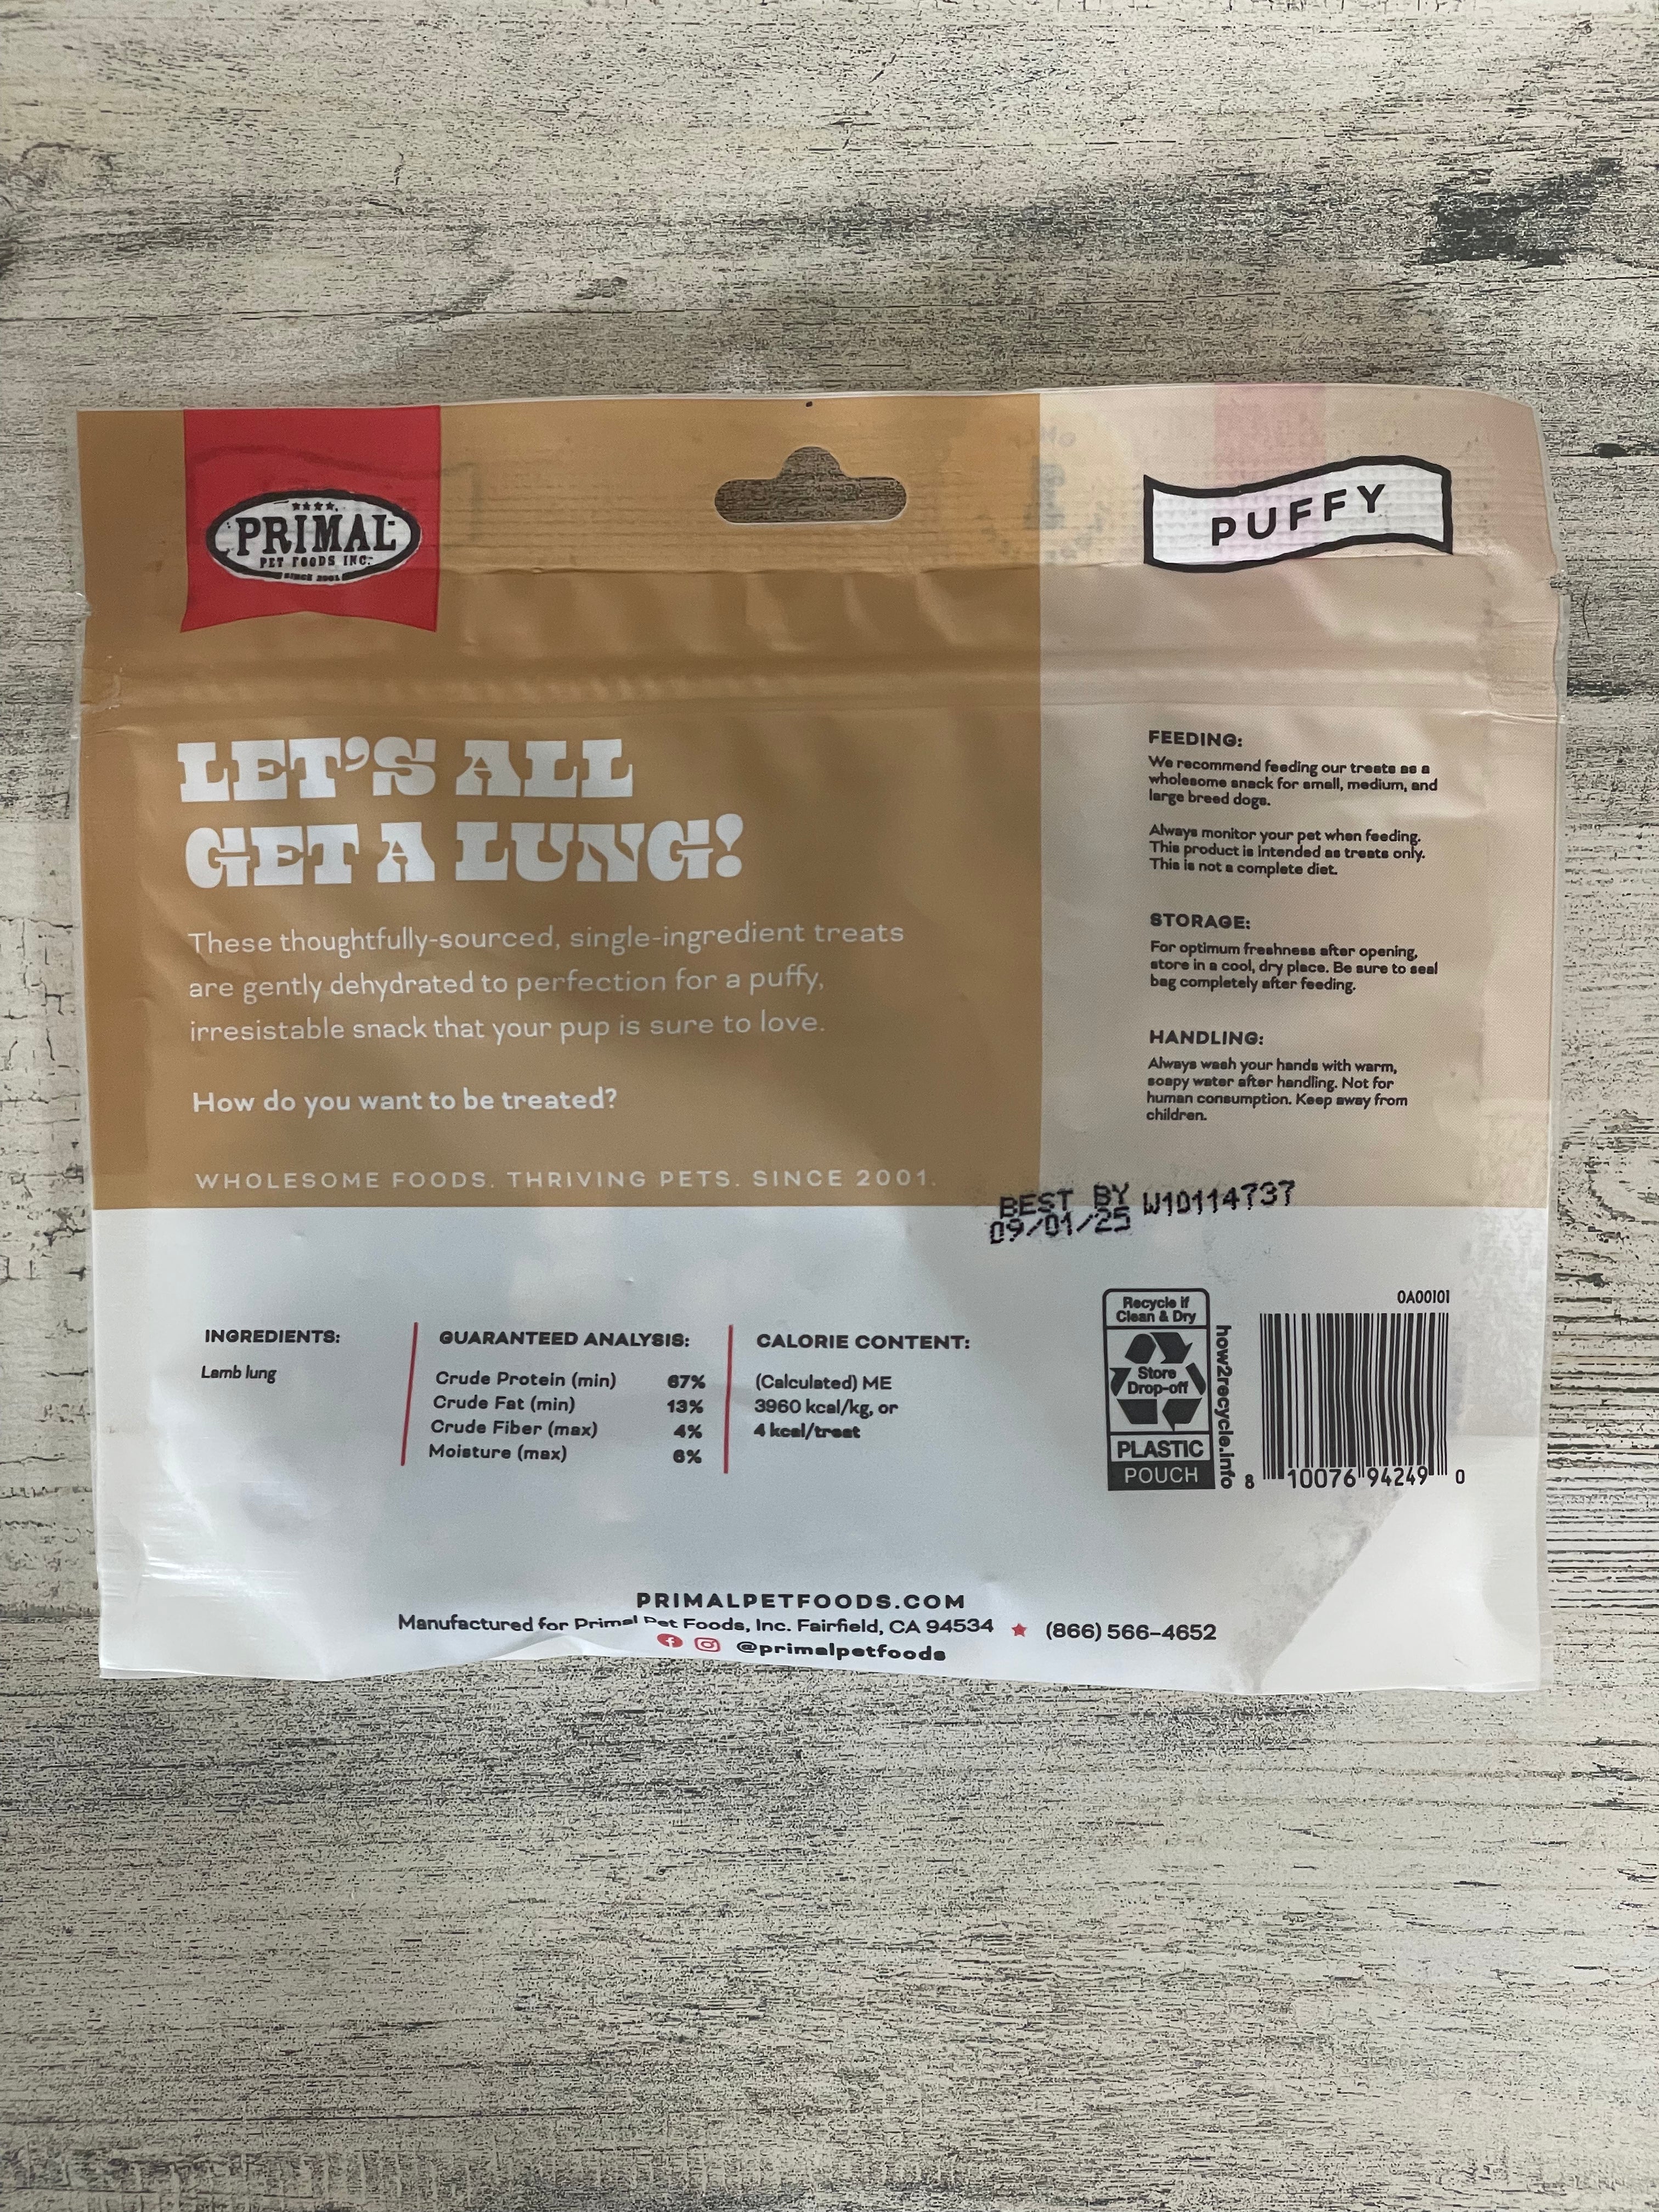 PRIMAL
PET FOODS INC.
SINCE 2001
PUFFY
LET'S ALL
GET A LUNG!
These thoughtfully-sourced, single-ingredient treats
are gently dehydrated to perfection for a puffy,
irresistable snack that your pup is sure to love.
How do you want to be treated?
WHOLESOME FOODS. THRIVING PETS. SINCE 2001.
FEEDING:
We recommend feeding our treats as a
wholesome snack for small, medium, and
large breed dogs.
Always monitor your pet when feeding.
This product is intended as treats only.
This is not a complete diet.
STORAGE:
For optimum freshness after opening,
store in a cool, dry place. Be sure to seal
bag completely after feeding.
HANDLING:
Always wash your hands with warm,
soapy water after handling. Not for
human consumption. Keep away from
children.
BEST BY W10114737
09/01/25
INGREDIENTS:
Lamb lung
GUARANTEED ANALYSIS:
Crude Protein (min) 67%
Crude Fat (min) 13%
Crude Fiber (max) 4%
Moisture (max) 6%
CALORIE CONTENT:
(Calculated) ME
3960 kcal/kg, or
4 kcal/treat
Recycle if
Clean & Dry
Store
Drop-off
PLASTIC
POUCH
how2recycle.info
0A00101
8 10076 94249 0
PRIMALPETFOODS.COM
Manufactured for Primal Pet Foods, Inc. Fairfield, CA 94534 ★ (866) 566-4652
@primalpetfoods